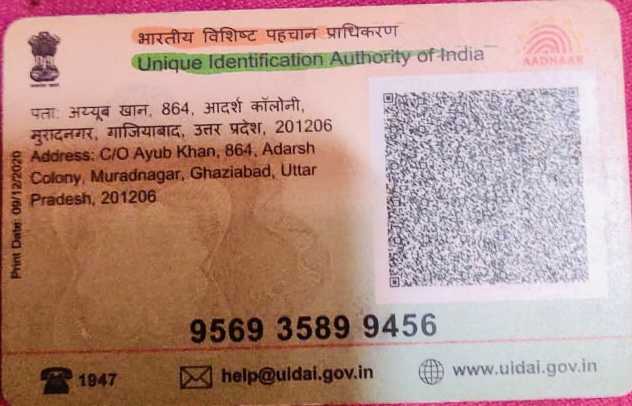 भारतीय विशिष्ट पहचान प्राधिकरण
Unique Identification Authority of India
AADHAAR
पता: अय्यूब खान, 864, आदर्श कॉलोनी,
मुरादनगर, गाजियाबाद, उत्तर प्रदेश, 201206
Address: C/O Ayub Khan, 864, Adarsh
Colony, Muradnagar, Ghaziabad, Uttar
Pradesh, 201206
Print Date: 09/12/2020
9569 3589 9456
1947
help@uidai.gov.in
www.uidai.gov.in